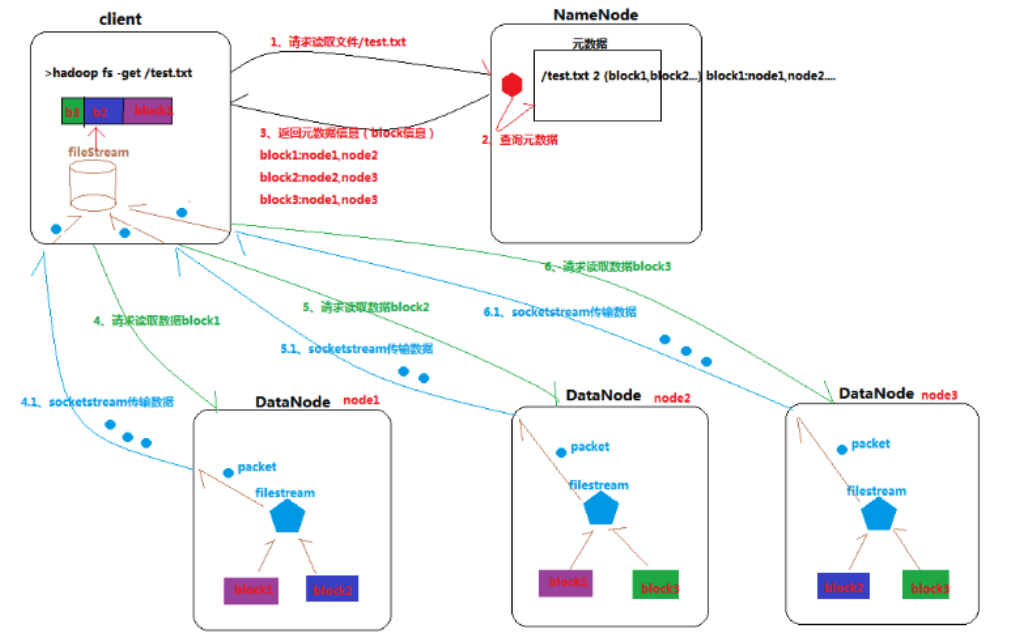 client
NameNode
1、请求读取文件/test.txt
元数据
>hadoop fs -get /test.txt
/test.txt 2 {block1,block2...} block1:node1,node2....
b3
b2
block1
3、返回元数据信息（block信息）
2、查询元数据
fileStream
block1:node1,node2
block2:node2,node3
block3:node1,node3
6、请求读取数据block3
5、请求读取数据block2
6.1、socketstream传输数据
4、请求读取数据block1
5.1、socketstream传输数据
4.1、socketstream传输数据
DataNode node1
DataNode node2
DataNode node3
packet
filestream
block1
block2
packet
filestream
block1
block3
packet
filestream
block2
block3